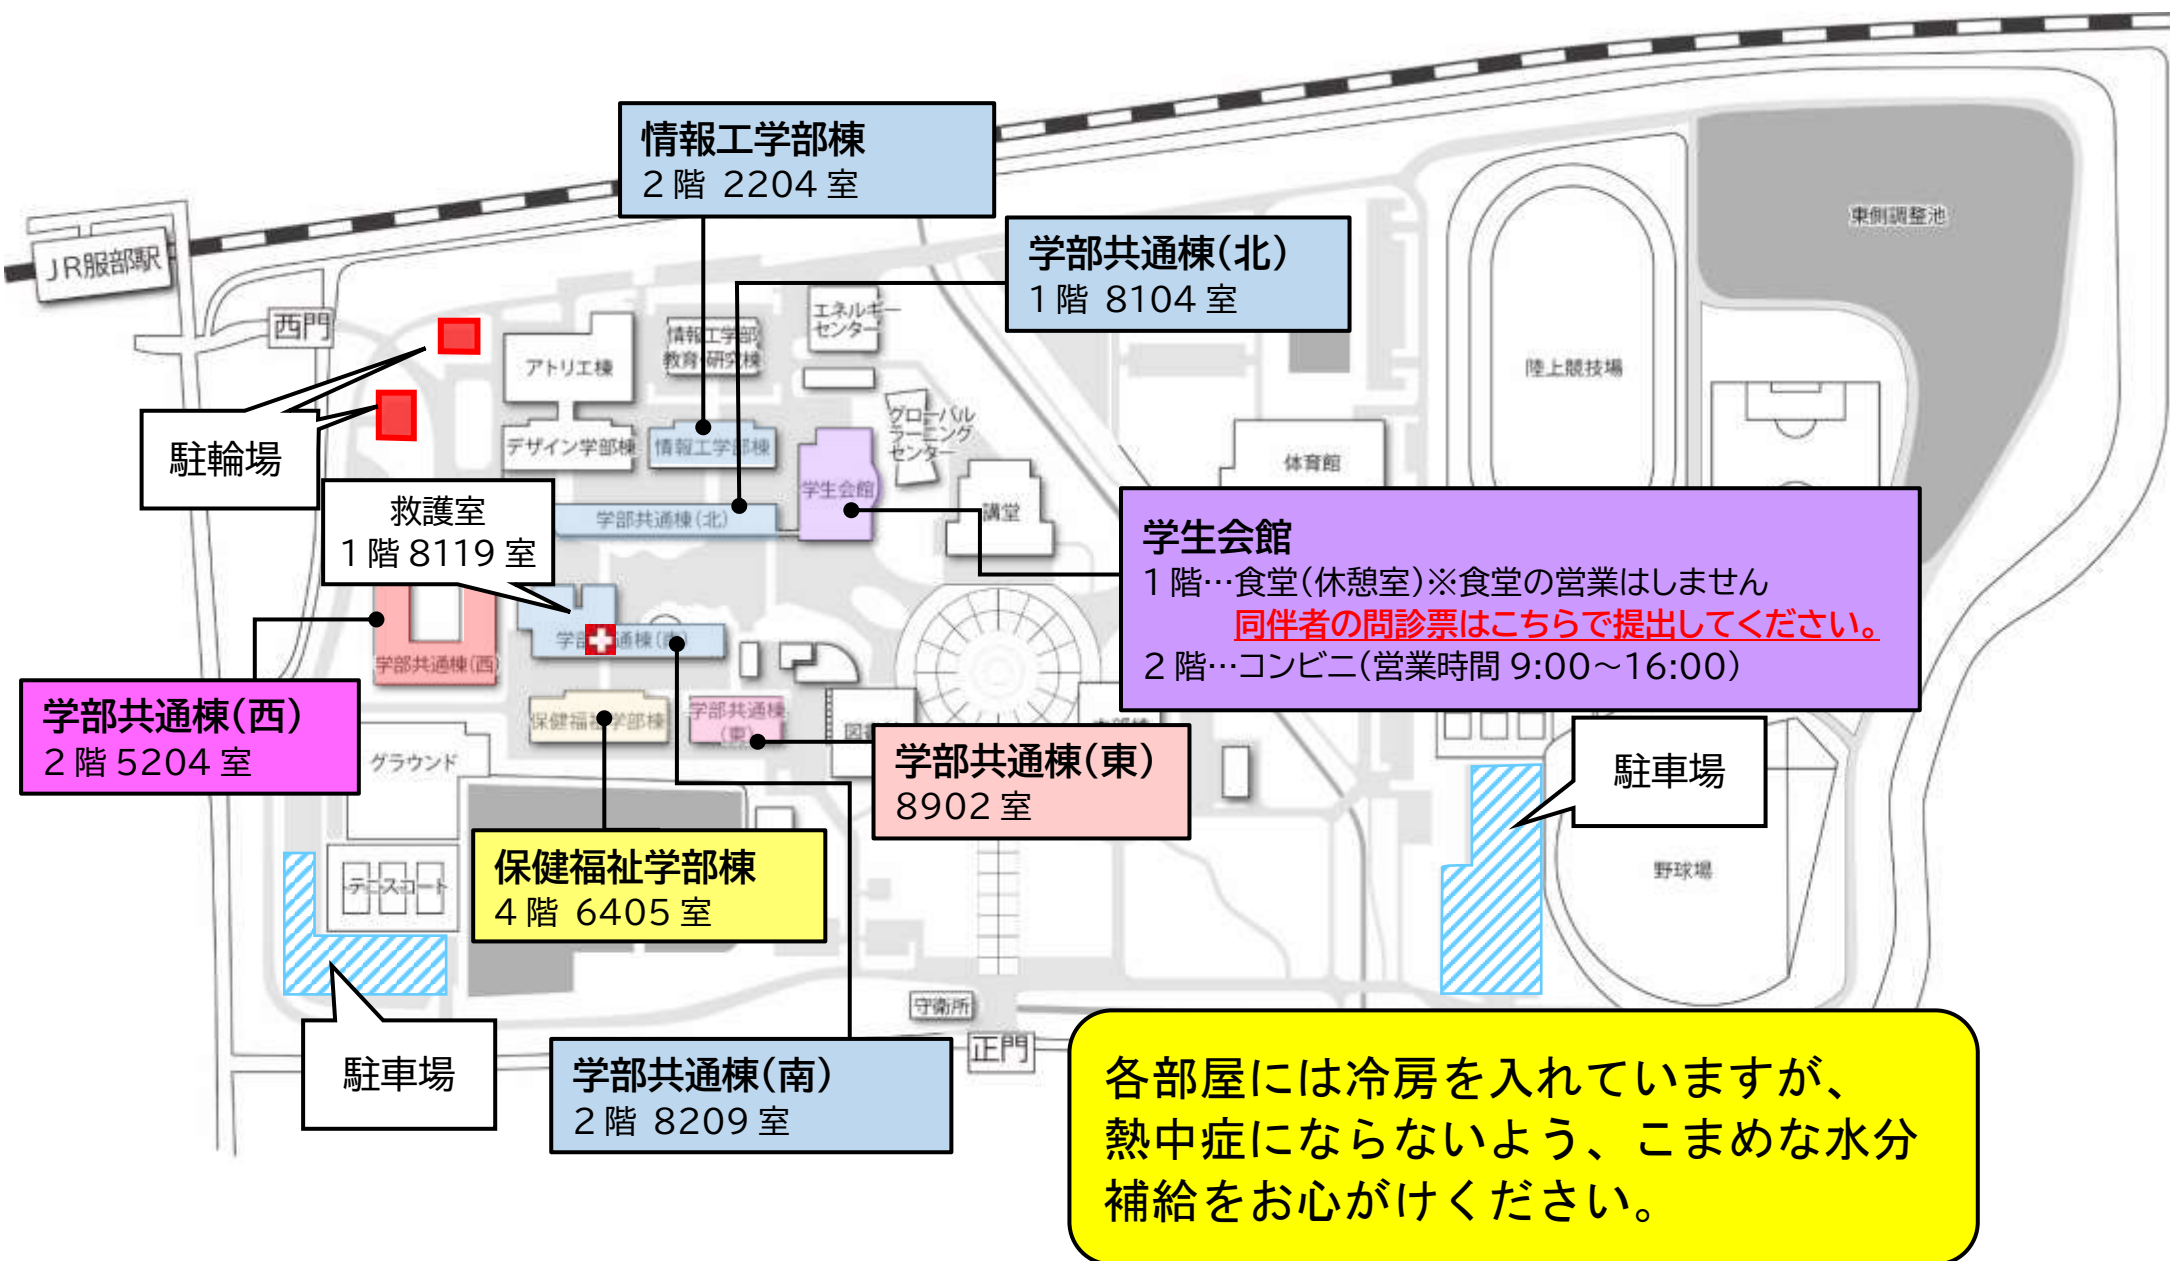 情報工学部棟
2階 2204室
学部共通棟(北)
1階 8104室
東側調整池
JR服部駅
西門
エネルギー
センター
情報工学部
教育・研究棟
アトリエ棟
陸上競技場
グローバル
ラーニング
センター
駐輪場
デザイン学部棟
情報工学部棟
体育館
学生会館
救護室
1階8119室
学部共通棟(北)
講堂
学生会館
1階…食堂(休憩室)※食堂の営業はしません
同伴者の問診票はこちらで提出してください。
2階…コンビニ(営業時間 9:00~16:00)
学部共通棟(西)
学部共通棟(西)
2階5204室
保健福祉学部棟
学部共通棟
(東)
学部共通棟(東)
8902室
駐車場
グラウンド
保健福祉学部棟
4階 6405室
テニスコート
野球場
守衛所
正門
駐車場
学部共通棟(南)
2階 8209室
各部屋には冷房を入れていますが、
熱中症にならないよう、こまめな水分
補給をお心がけください。